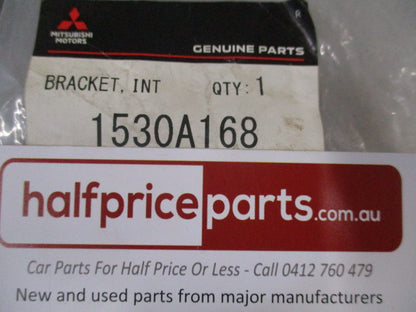 MITSUBISHI
MOTORS
GENUINE PARTS
BRACKET, INT QTY: 1
1530A168
halfpriceparts.com.au
Car Parts For Half Price Or Less - Call 0412 760 479
New and used parts from major manufacturers